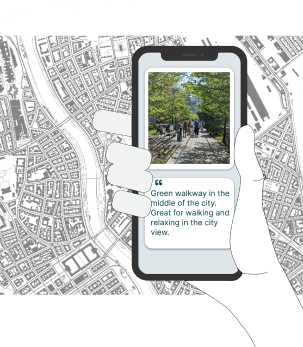 “
Green walkway in the
middle of the city.
Great for walking and
relaxing in the city
view.